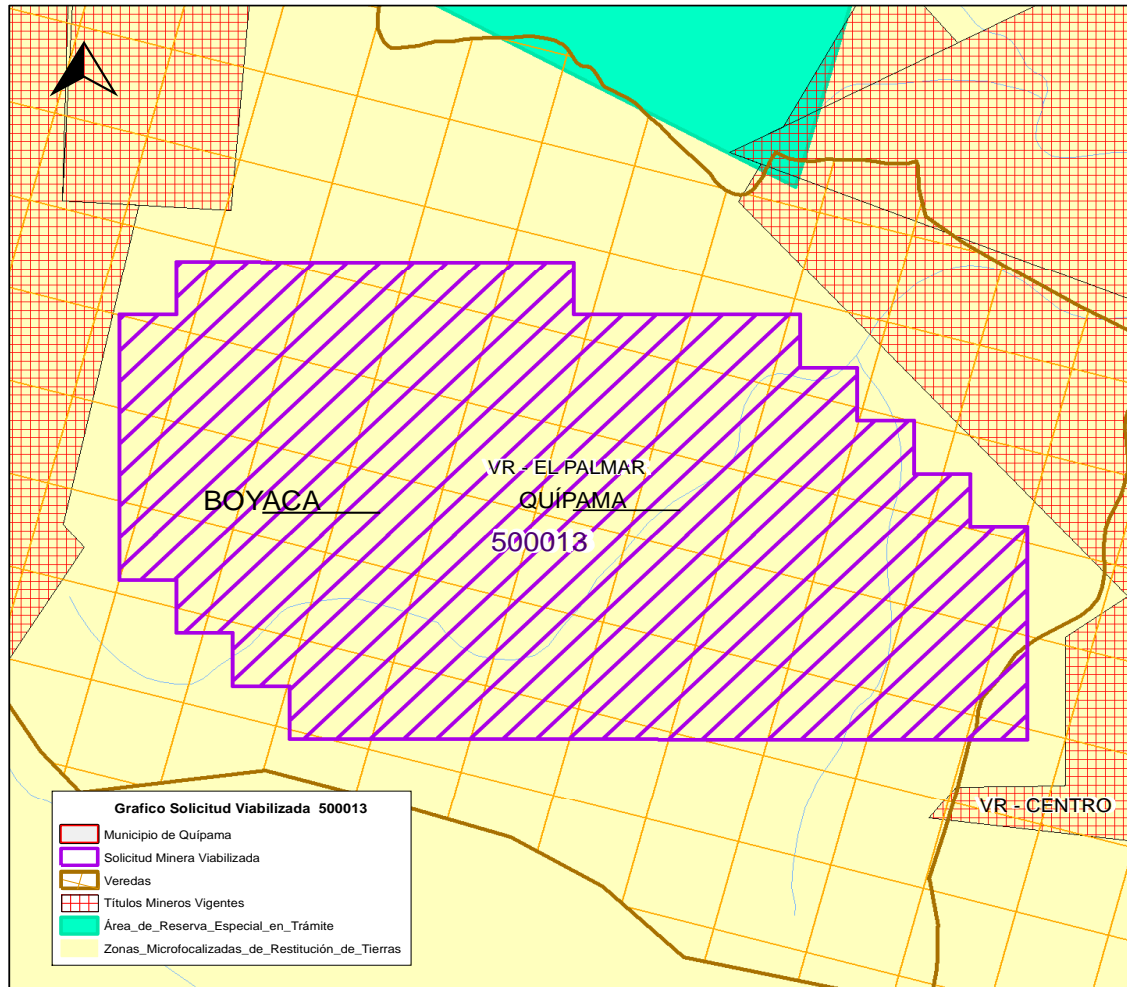 VR - EL PALMAR
BOYACA
QUÍPAMA
500013
VR - CENTRO
Grafico Solicitud Viabilizada 500013
Municipio de Quípama
Solicitud Minera Viabilizada
Veredas
Títulos Mineros Vigentes
Área_de_Reserva_Especial_en_Trámite
Zonas_Microfocalizadas_de_Restitución_de_Tierras